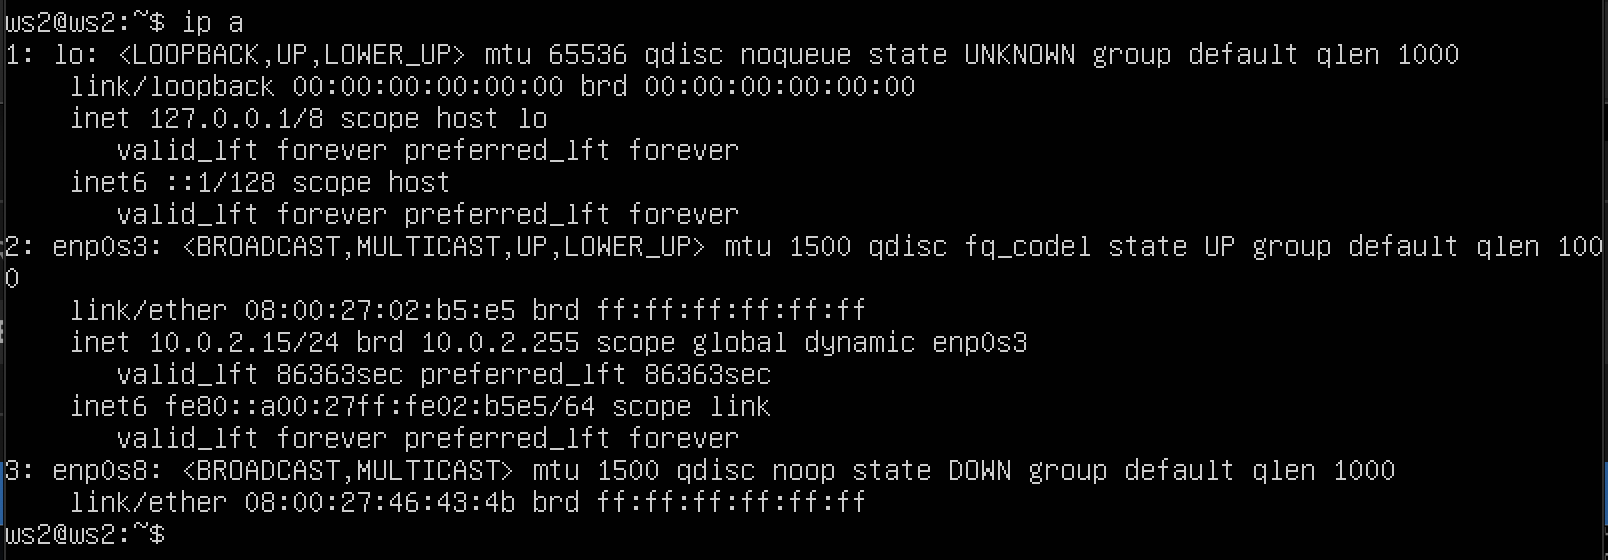 ws2@ws2:~$ ip a
1: lo: <LOOPBACK,UP,LOWER_UP> mtu 65536 qdisc noqueue state UNKNOWN group default qlen 1000
    link/loopback 00:00:00:00:00:00 brd 00:00:00:00:00:00
    inet 127.0.0.1/8 scope host lo
       valid_lft forever preferred_lft forever
    inet6 ::1/128 scope host
       valid_lft forever preferred_lft forever
2: enp0s3: <BROADCAST,MULTICAST,UP,LOWER_UP> mtu 1500 qdisc fq_codel state UP group default qlen 100
0
    link/ether 08:00:27:02:b5:e5 brd ff:ff:ff:ff:ff:ff
    inet 10.0.2.15/24 brd 10.0.2.255 scope global dynamic enp0s3
       valid_lft 86363sec preferred_lft 86363sec
    inet6 fe80::a00:27ff:fe02:b5e5/64 scope link
       valid_lft forever preferred_lft forever
3: enp0s8: <BROADCAST,MULTICAST> mtu 1500 qdisc noop state DOWN group default qlen 1000
    link/ether 08:00:27:46:43:4b brd ff:ff:ff:ff:ff:ff
ws2@ws2:~$